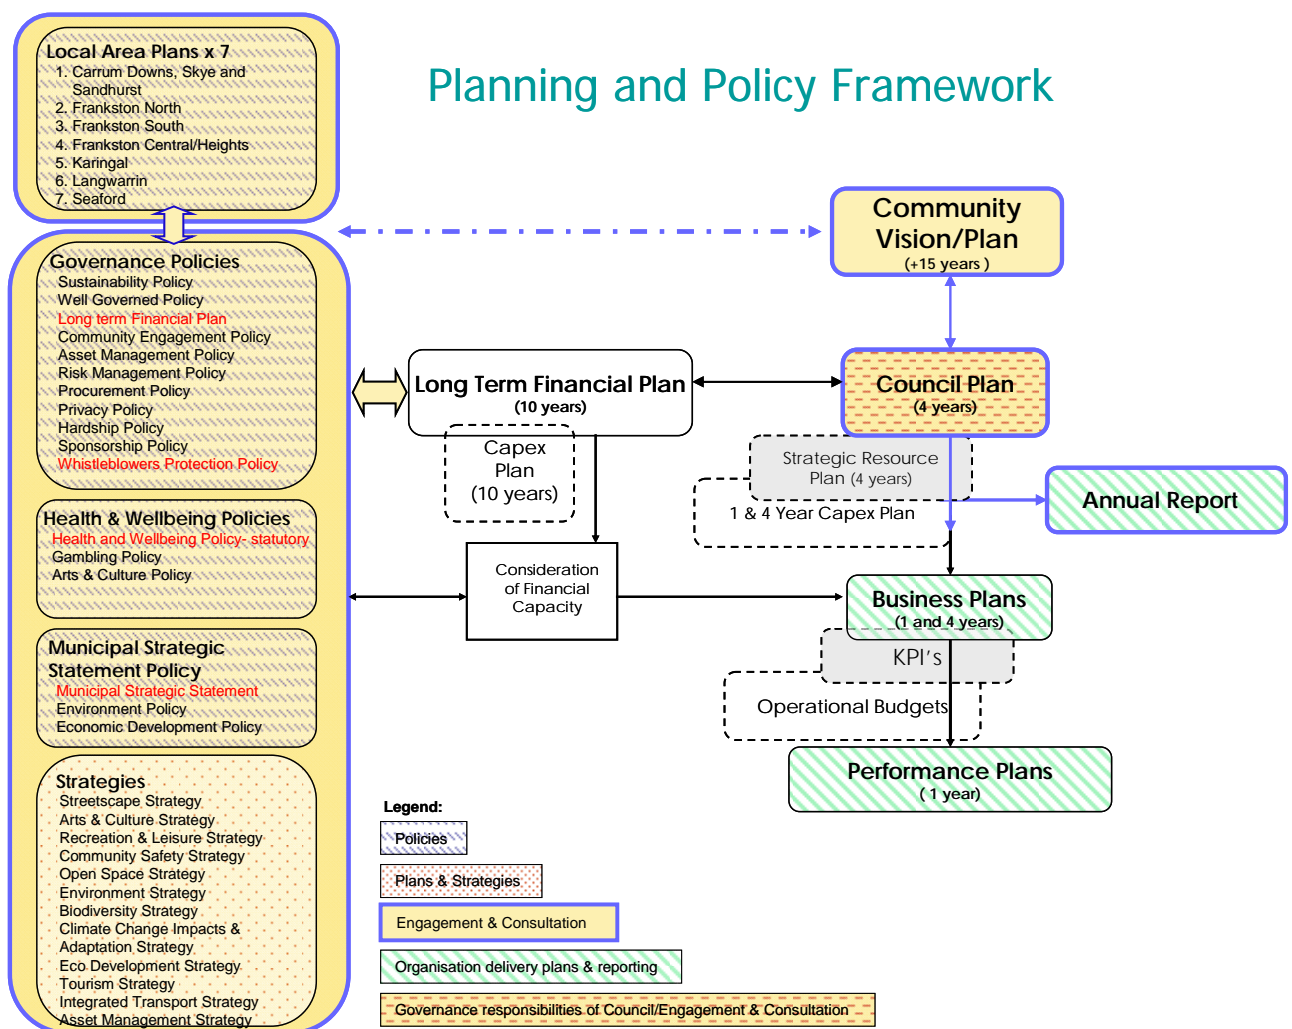 Planning and Policy Framework
Local Area Plans x 7
1. Carrum Downs, Skye and
Sandhurst
2. Frankston North
3. Frankston South
4. Frankston Central/Heights
5. Karingal
6. Langwarrin
7. Seaford
Governance Policies
Sustainability Policy
Well Governed Policy
Long term Financial Plan
Community Engagement Policy
Asset Management Policy
Risk Management Policy
Procurement Policy
Privacy Policy
Hardship Policy
Sponsorship Policy
Whistleblowers Protection Policy
Health & Wellbeing Policies
Health and Wellbeing Policy- statutory
Gambling Policy
Arts & Culture Policy
Municipal Strategic
Statement Policy
Municipal Strategic Statement
Environment Policy
Economic Development Policy
Strategies
Streetscape Strategy
Arts & Culture Strategy
Recreation & Leisure Strategy
Community Safety Strategy
Open Space Strategy
Environment Strategy
Biodiversity Strategy
Climate Change Impacts &
Adaptation Strategy
Eco Development Strategy
Tourism Strategy
Integrated Transport Strategy
Asset Management Strategy
Community
Vision/Plan
(+15 years )
Long Term Financial Plan
(10 years)
Capex
Plan
(10 years)
Council Plan
(4 years)
Strategic Resource
Plan (4 years)
1 & 4 Year Capex Plan
Annual Report
Consideration
of Financial
Capacity
Business Plans
(1 and 4 years)
KPI's
Operational Budgets
Performance Plans
( 1 year)
Legend:
Policies
Plans & Strategies
Engagement & Consultation
Organisation delivery plans & reporting
Governance responsibilities of Council/Engagement & Consultation